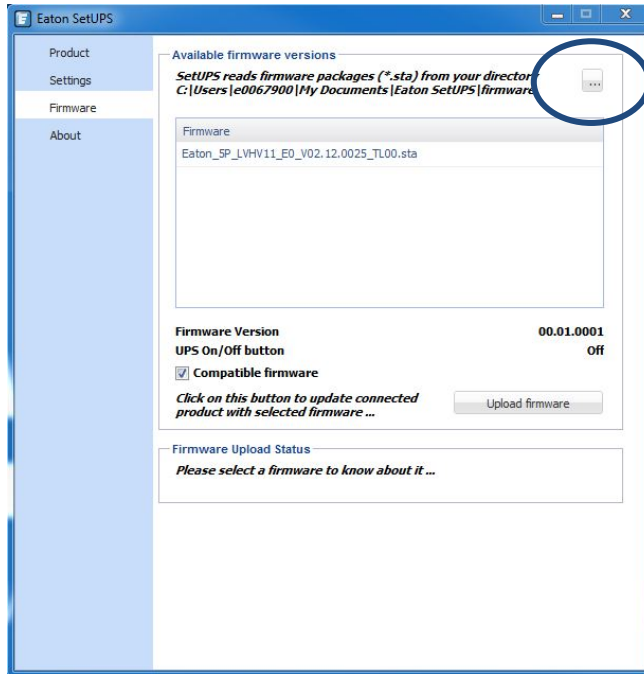 Eaton SetUPS
Product
Settings
Firmware
About
Available firmware versions
SetUPS reads firmware packages (*.sta) from your directory
C:|Users|e0067900|My Documents|Eaton SetUPS|firmware
...
Firmware
Eaton_5P_LVHV11_E0_V02.12.0025_TL00.sta
Firmware Version 00.01.0001
UPS On/Off button Off
Compatible firmware
Click on this button to update connected
product with selected firmware ...
Upload firmware
Firmware Upload Status
Please select a firmware to know about it ...